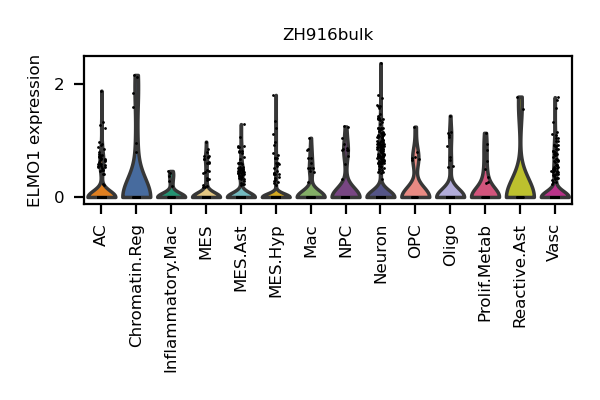 ZH916bulk
ELMO1 expression
2
0
AC
Chromatin.Reg
Inflammatory.Mac
MES
MES.Ast
MES.Hyp
Mac
NPC
Neuron
OPC
Oligo
Prolif.Metab
Reactive.Ast
Vasc